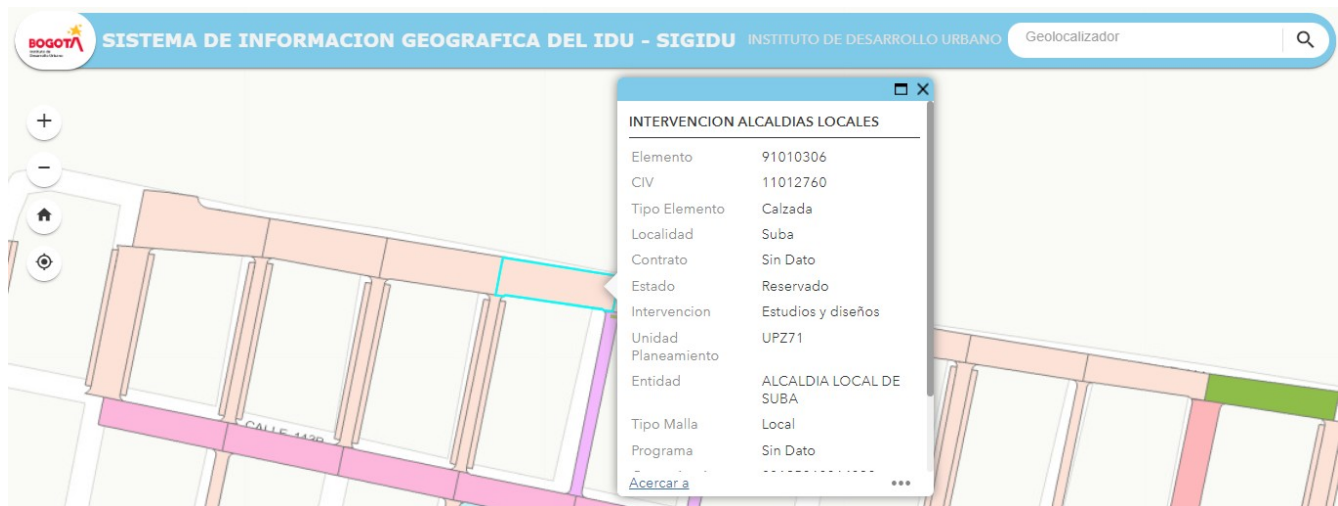 BOGOTÁ
SISTEMA DE INFORMACION GEOGRAFICA DEL IDU - SIGIDU INSTITUTO DE DESARROLLO URBANO
Geolocalizador
INTERVENCION ALCALDIAS LOCALES
Elemento 91010306
CIV 11012760
Tipo Elemento Calzada
Localidad Suba
Contrato Sin Dato
Estado Reservado
Intervencion Estudios y diseños
Unidad Planeamiento UPZ71
Entidad ALCALDIA LOCAL DE
SUBA
Tipo Malla Local
Programa Sin Dato
Acercar a
CALLE